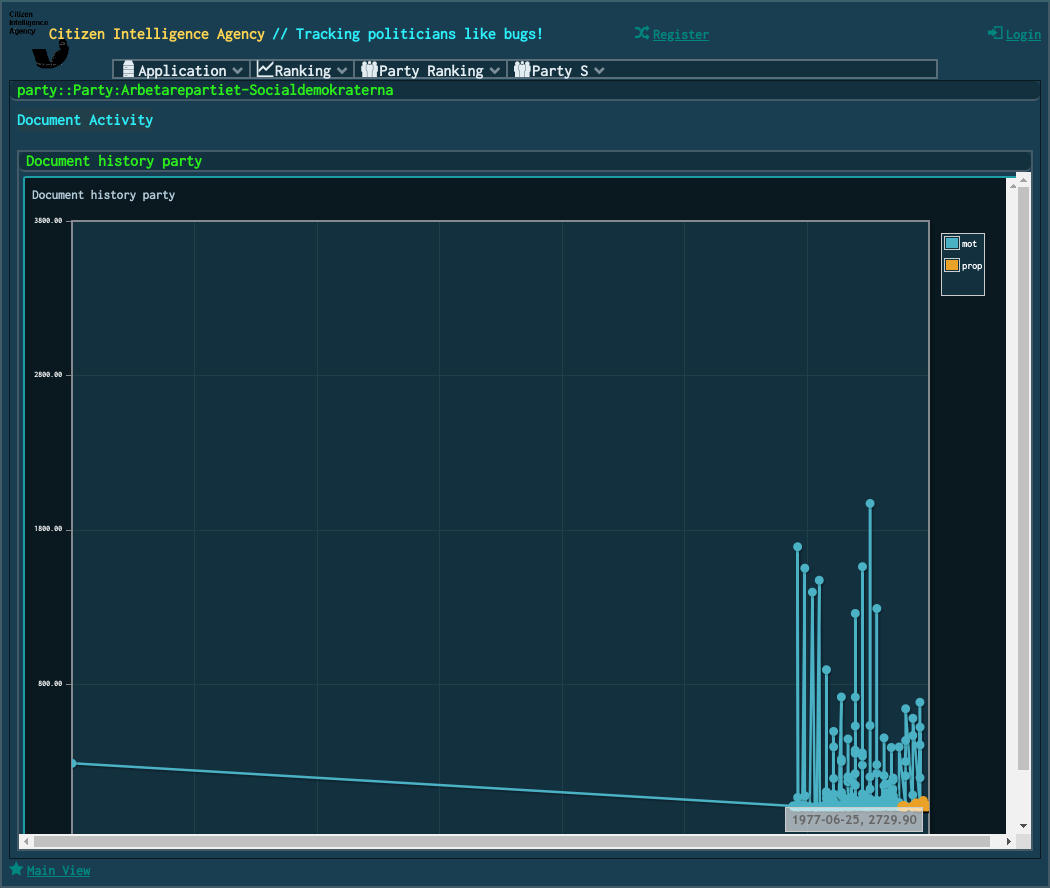 Citizen
Intelligence
Agency
Citizen Intelligence Agency // Tracking politicians like bugs!
Register
Login
Application
Ranking
Party Ranking
Party S
party::Party:Arbetarepartiet-Socialdemokraterna
Document Activity
Document history party
Document history party
3800.00
mot
prop
2800.00
1800.00
800.00
1977-06-25, 2729.90
Main View